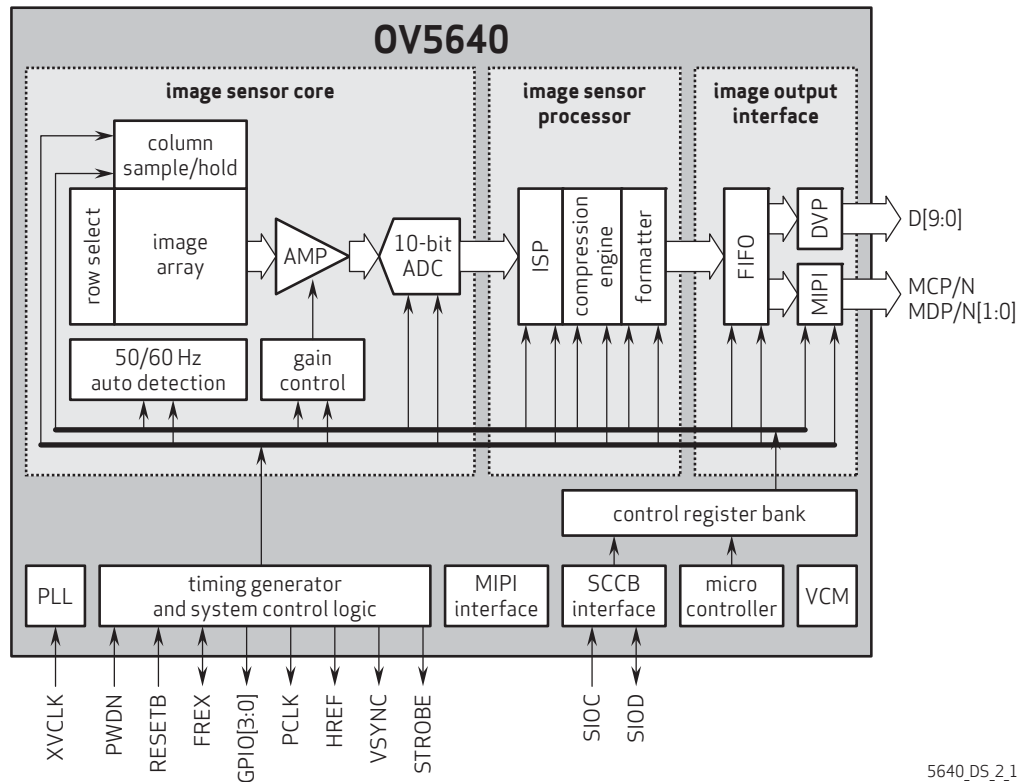 OV5640
image sensor core
image sensor
processor
image output
interface
column
sample/hold
row select
image
array
AMP
10-bit
ADC
ISP
compression
engine
formatter
FIFO
DVP
MIPI
D[9:0]
MCP/N
MDP/N[1:0]
50/60 Hz
auto detection
gain
control
control register bank
PLL
timing generator
and system control logic
MIPI
interface
SCCB
interface
micro
controller
VCM
XVCLK
PWDN
RESETB
FREX
GPIO[3:0]
PCLK
HREF
VSYNC
STROBE
SIOC
SIOD
5640_DS_2_1